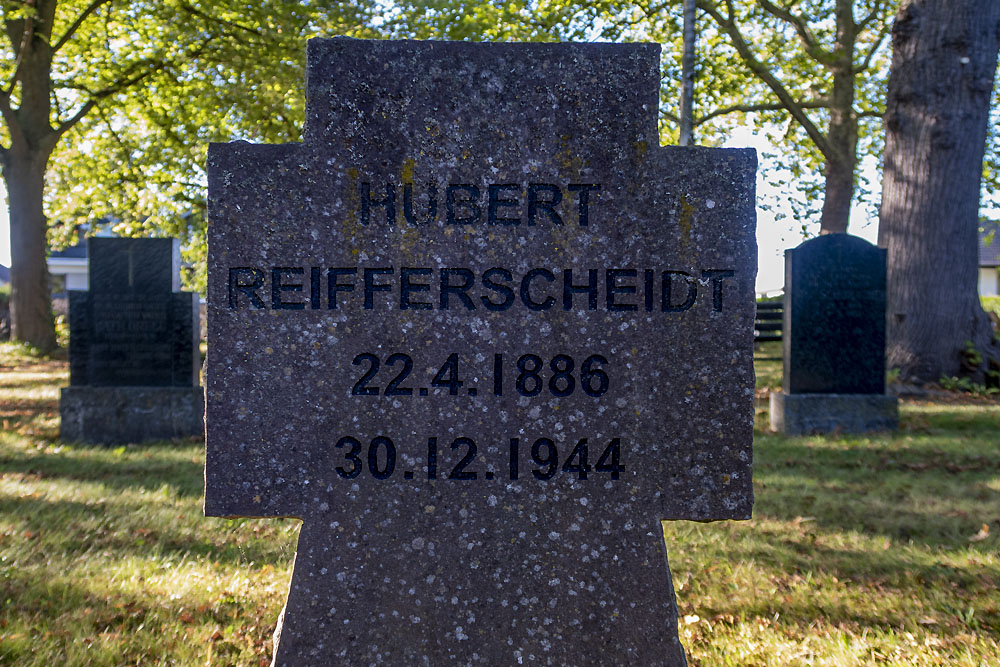 HUBERT
REIFFERSCHEIDT
22.4.1886
30.12.1944